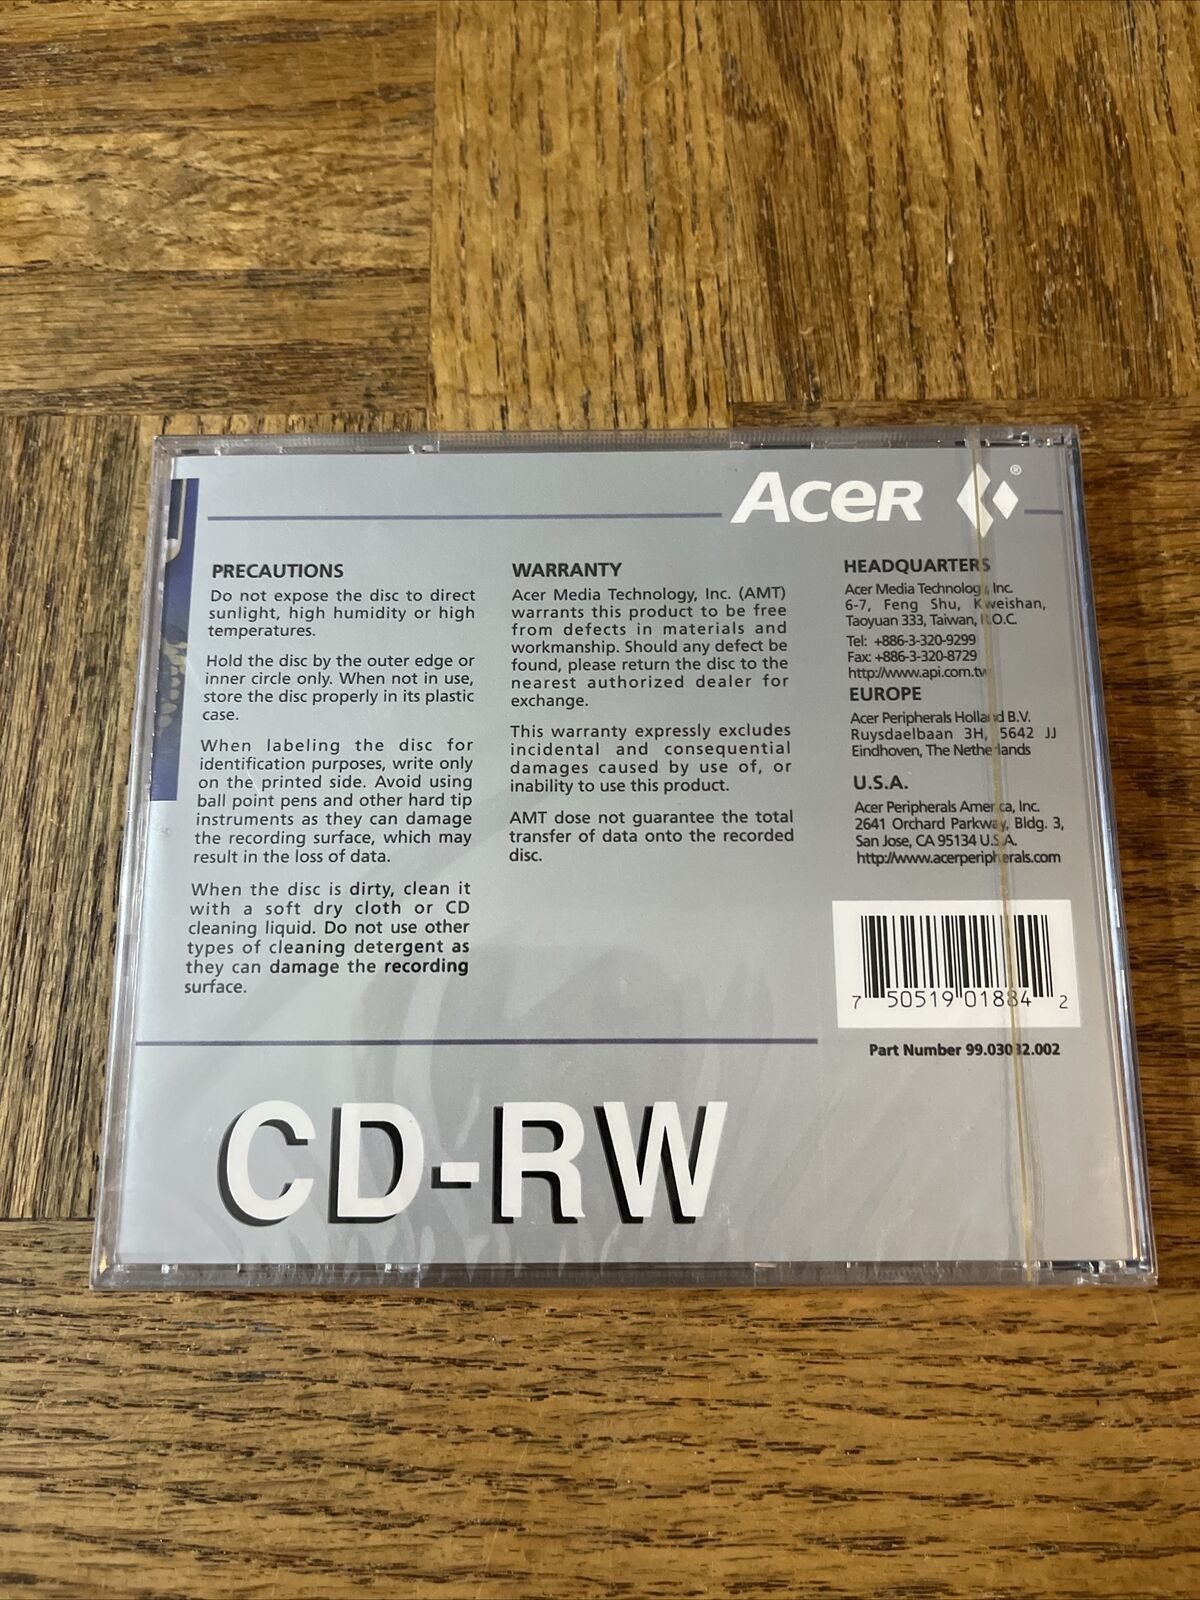 Acer ®
PRECAUTIONS
Do not expose the disc to direct
sunlight, high humidity or high
temperatures.
Hold the disc by the outer edge or
inner circle only. When not in use,
store the disc properly in its plastic
case.
When labeling the disc for
identification purposes, write only
on the printed side. Avoid using
ball point pens and other hard tip
instruments as they can damage
the recording surface, which may
result in the loss of data.
When the disc is dirty, clean it
with a soft dry cloth or CD
cleaning liquid. Do not use other
types of cleaning detergent as
they can damage the recording
surface.
WARRANTY
Acer Media Technology, Inc. (AMT)
warrants this product to be free
from defects in materials and
workmanship. Should any defect be
found, please return the disc to the
nearest authorized dealer for
exchange.
This warranty expressly excludes
incidental and consequential
damages caused by use of, or
inability to use this product.
AMT dose not guarantee the total
transfer of data onto the recorded
disc.
HEADQUARTERS
Acer Media Technology, Inc.
6-7, Feng Shu, Kweishan,
Taoyuan 333, Taiwan, R.O.C.
Tel: +886-3-320-9299
Fax: +886-3-320-8729
http://www.api.com.tw
EUROPE
Acer Peripherals Holland B.V.
Ruysdaelbaan 3H, 5642 JJ
Eindhoven, The Netherlands
U.S.A.
Acer Peripherals America, Inc.
2641 Orchard Parkway, Bldg. 3,
San Jose, CA 95134 U.S.A.
http://www.acerperipherals.com
7 50519 01884 2
Part Number 99.03082.002
CD-RW